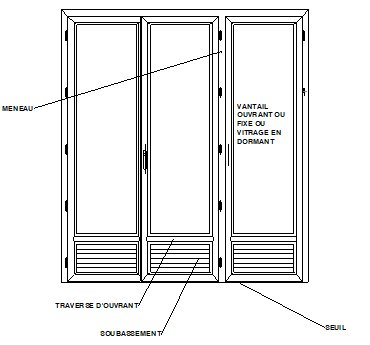 MENEAU
VANTAIL
OUVRANT OU
FIXE OU
VITRAGE EN
DORMANT
TRAVERSE D'OUVRANT
SOUBASSEMENT
SEUIL